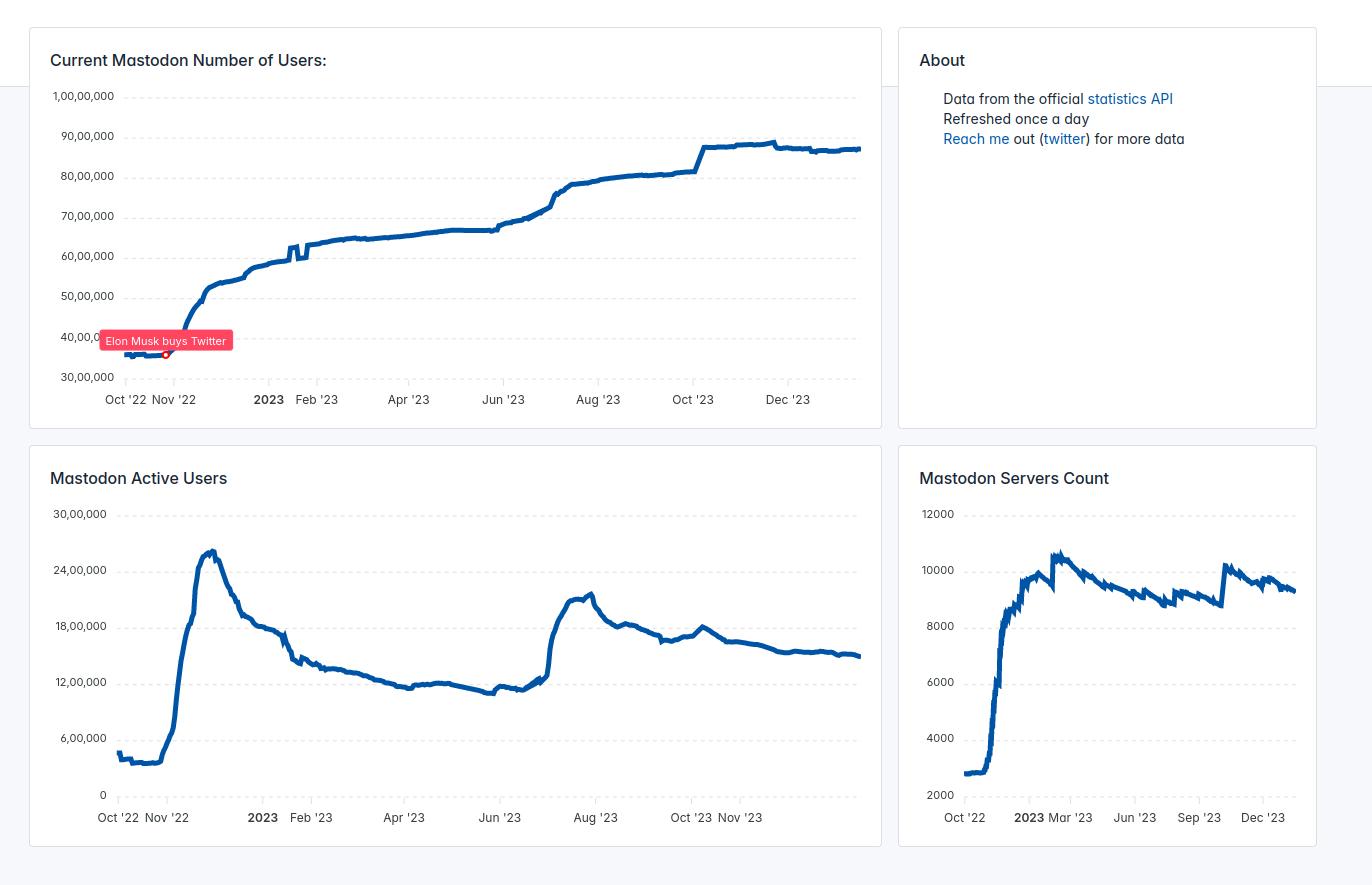 Current Mastodon Number of Users:
1,00,00,000
90,00,000
80,00,000
70,00,000
60,00,000
50,00,000
40,00,0
Elon Musk buys Twitter
30,00,000
Oct '22 Nov '22 2023 Feb '23 Apr '23 Jun '23 Aug '23 Oct '23 Dec '23
About
Data from the official statistics API
Refreshed once a day
Reach me out (twitter) for more data
Mastodon Active Users
30,00,000
24,00,000
18,00,000
12,00,000
6,00,000
0
Oct '22 Nov '22 2023 Feb '23 Apr '23 Jun '23 Aug '23 Oct '23 Nov '23
Mastodon Servers Count
12000
10000
8000
6000
4000
2000
Oct '22 2023 Mar '23 Jun '23 Sep '23 Dec '23